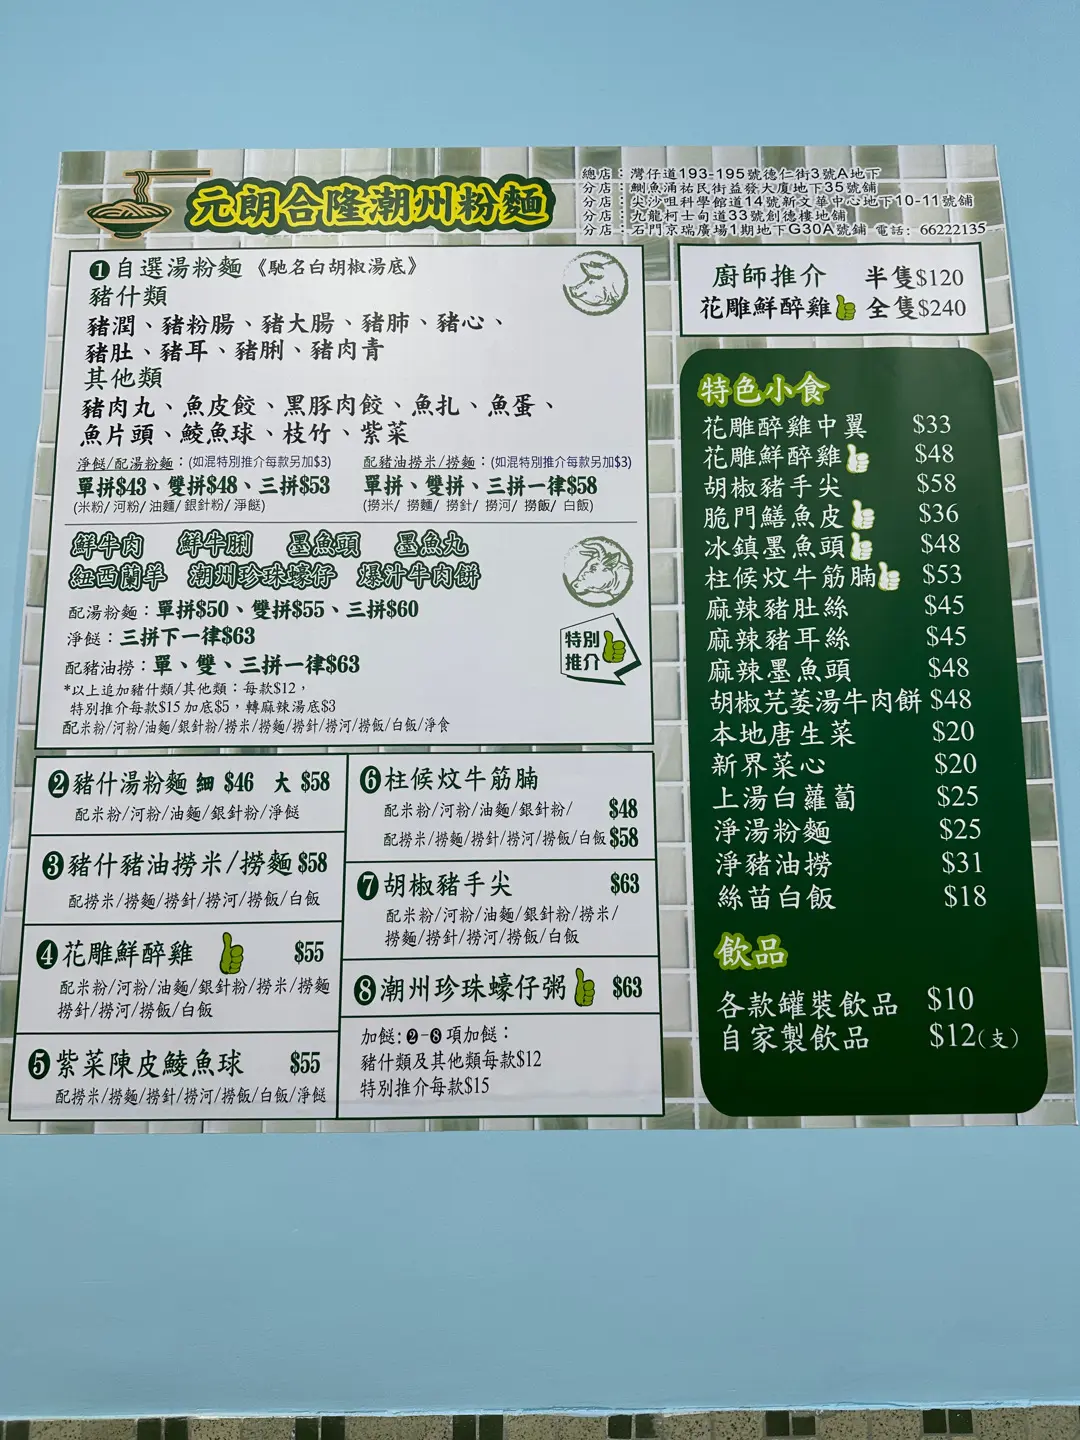 元朗合隆潮州粉麵
總店：灣仔道193-195號德仁街3號A地下
分店：鰂魚涌祐民街益發大廈地下35號舖
分店：尖沙咀科學館道14號新文華中心地下10-11號舖
分店：九龍柯士甸道33號創德樓地舖
分店：石門京瑞廣場1期地下G30A號舖 電話：66222135
❶自選湯粉麵《馳名白胡椒湯底》
豬什類
豬潤、豬粉腸、豬大腸、豬肺、豬心、
豬肚、豬耳、豬脷、豬肉青
其他類
豬肉丸、魚皮餃、黑豚肉餃、魚扎、魚蛋、
魚片頭、鯪魚球、枝竹、紫菜
淨餸/配湯粉麵：(如混特別推介每款另加$3)
單拼$43、雙拼$48、三拼$53
(米粉/河粉/油麵/銀針粉/淨餸)
配豬油撈米/撈麵：(如混特別推介每款另加$3)
單拼、雙拼、三拼一律$58
(撈米/撈麵/撈針/撈河/撈飯/白飯)
鮮牛肉 鮮牛脷 墨魚頭 墨魚丸
紐西蘭羊 潮州珍珠蠔仔 爆汁牛肉餅
配湯粉麵：單拼$50、雙拼$55、三拼$60
淨餸：三拼下一律$63
配豬油撈：單、雙、三拼一律$63
*以上追加豬什類/其他類：每款$12，
特別推介每款$15 加底$5，轉麻辣湯底$3
配米粉/河粉/油麵/銀針粉/撈米/撈麵/撈針/撈河/撈飯/白飯/淨食
特別
推介
❷豬什湯粉麵 細 $46 大 $58
配米粉/河粉/油麵/銀針粉/淨餸
❸豬什豬油撈米/撈麵 $58
配撈米/撈麵/撈針/撈河/撈飯/白飯
❹花雕鮮醉雞 $55
配米粉/河粉/油麵/銀針粉/撈米/撈麵
撈針/撈河/撈飯/白飯
❺紫菜陳皮鯪魚球 $55
配撈米/撈麵/撈針/撈河/撈飯/白飯/淨餸
❻柱候炆牛筋腩
配米粉/河粉/油麵/銀針粉/ $48
配撈米/撈麵/撈針/撈河/撈飯/白飯 $58
❼胡椒豬手尖 $63
配米粉/河粉/油麵/銀針粉/撈米/
撈麵/撈針/撈河/撈飯/白飯
❽潮州珍珠蠔仔粥 $63
加餸:❷-❽項加餸：
豬什類及其他類每款$12
特別推介每款$15
廚師推介 半隻$120
花雕鮮醉雞 全隻$240
特色小食
花雕醉雞中翼 $33
花雕鮮醉雞 $48
胡椒豬手尖 $58
脆鬥鱔魚皮 $36
冰鎮墨魚頭 $48
柱候炆牛筋腩 $53
麻辣豬肚絲 $45
麻辣豬耳絲 $45
麻辣墨魚頭 $48
胡椒芫荽湯牛肉餅 $48
本地唐生菜 $20
新界菜心 $20
上湯白蘿蔔 $25
淨湯粉麵 $25
淨豬油撈 $31
絲苗白飯 $18
飲品
各款罐裝飲品 $10
自家製飲品 $12(支)